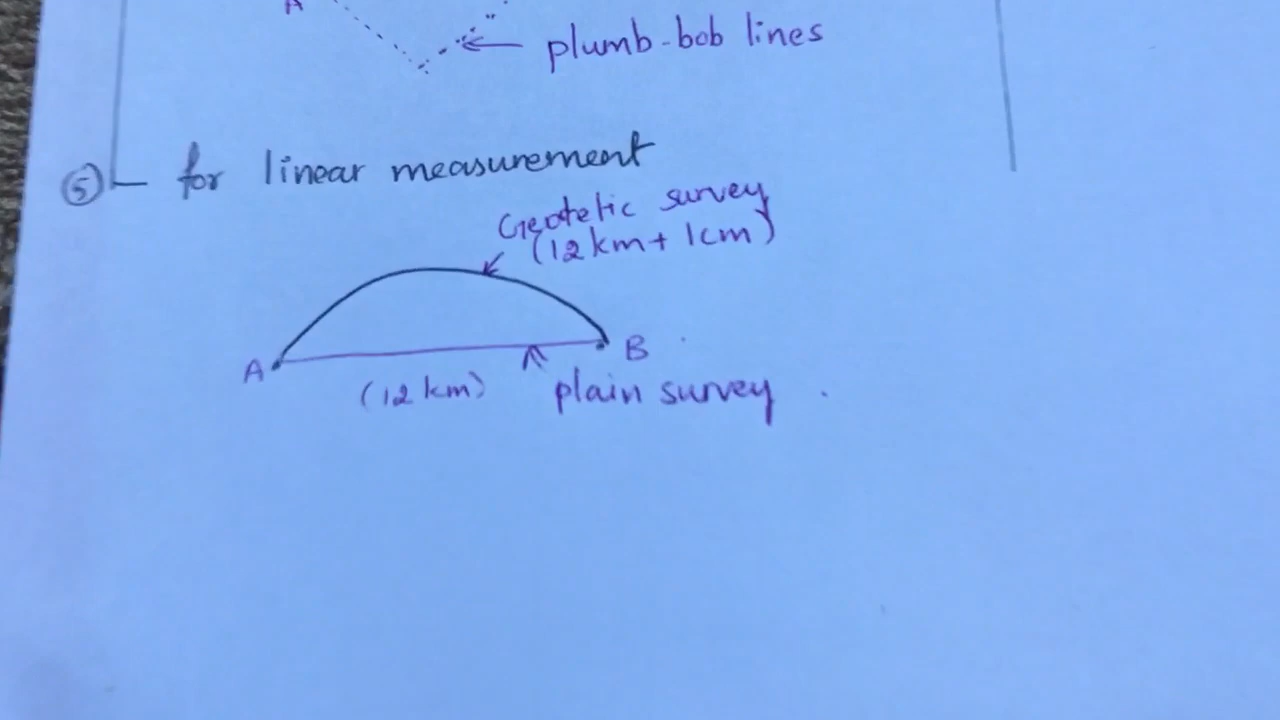 A
plumb-bob lines
5 for linear measurement
Geotetic survey
(12 km + 1cm)
A
B
(12 km)
plain survey